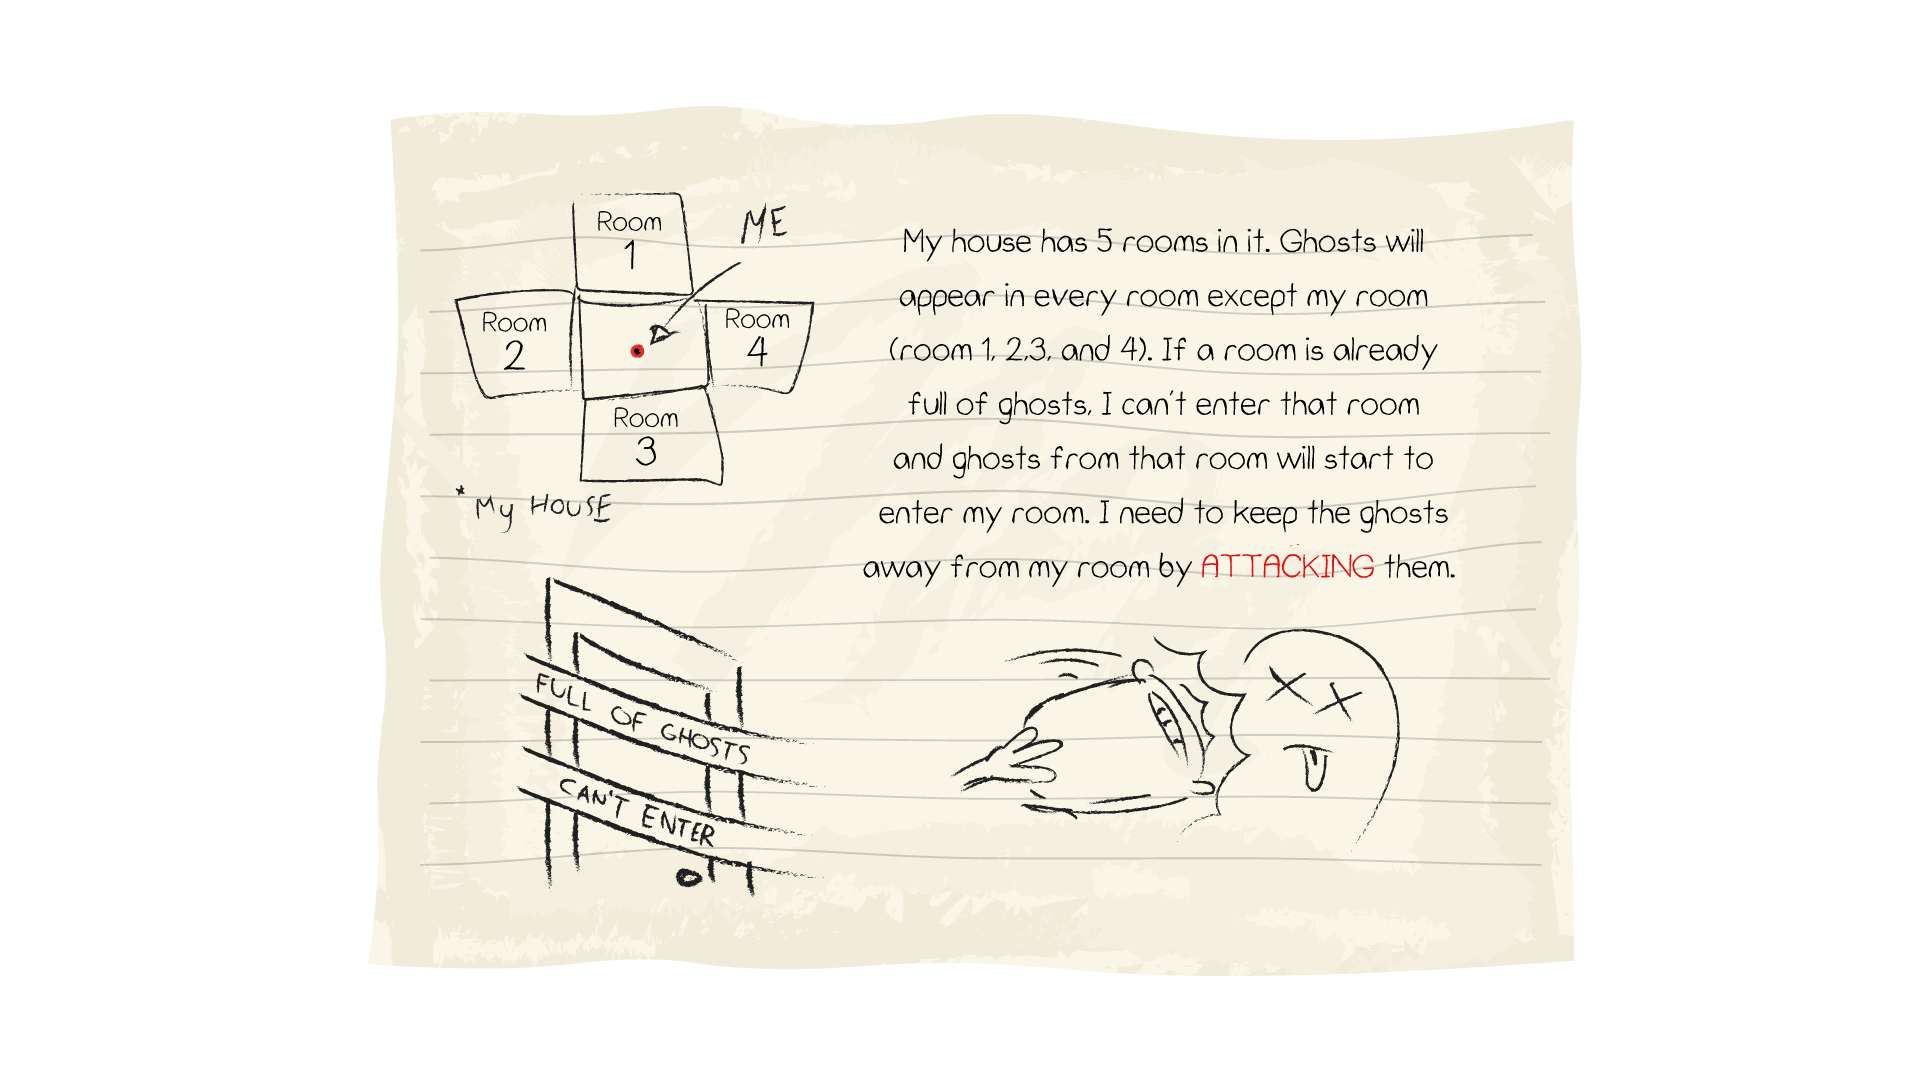 Room
1
ME
Room
2
Room
4
Room
3
* My HOUSE
My house has 5 rooms in it. Ghosts will
appear in every room except my room
(room 1, 2,3, and 4). If a room is already
full of ghosts, I can't enter that room
and ghosts from that room will start to
enter my room. I need to keep the ghosts
away from my room by ATTACKING them.
FULL OF GHOSTS
CAN'T ENTER